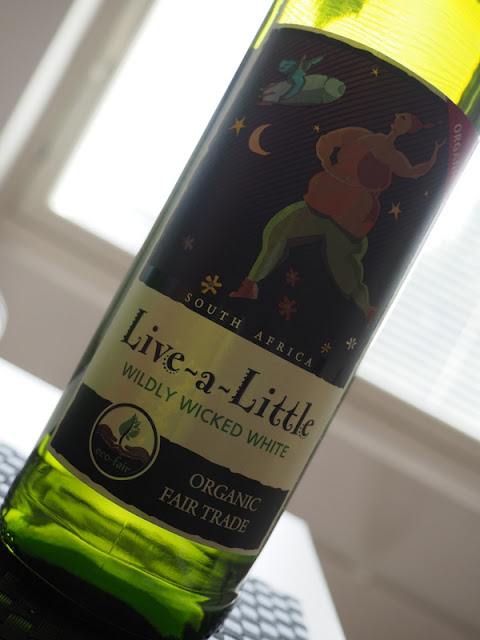 SOUTH AFRICA
Live~a~Little
WILDLY WICKED WHITE
eco-fair
ORGANIC
FAIR TRADE